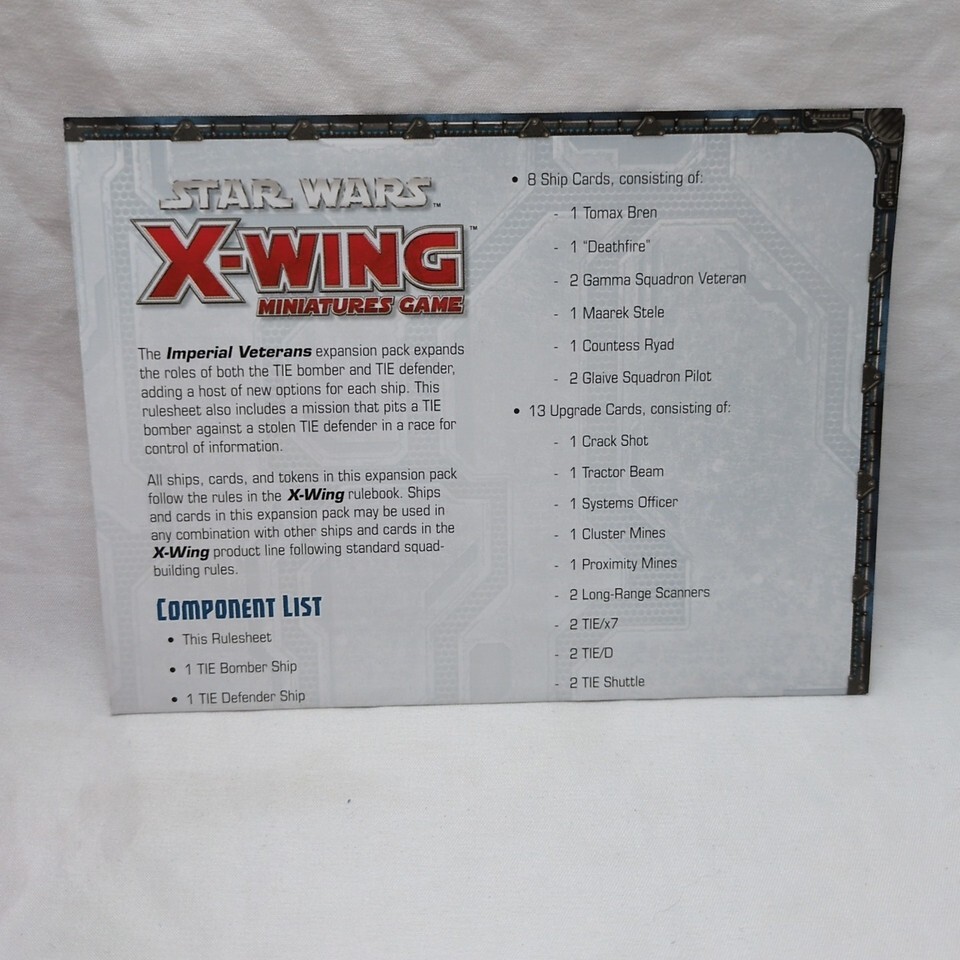 STAR WARS™
X-WING™
MINIATURES GAME
The Imperial Veterans expansion pack expands
the roles of both the TIE bomber and TIE defender,
adding a host of new options for each ship. This
rulesheet also includes a mission that pits a TIE
bomber against a stolen TIE defender in a race for
control of information.
All ships, cards, and tokens in this expansion pack
follow the rules in the X-Wing rulebook. Ships
and cards in this expansion pack may be used in
any combination with other ships and cards in the
X-Wing product line following standard squad-
building rules.
COMPONENT LIST
• This Rulesheet
• 1 TIE Bomber Ship
• 1 TIE Defender Ship
• 8 Ship Cards, consisting of:
- 1 Tomax Bren
- 1 "Deathfire"
- 2 Gamma Squadron Veteran
- 1 Maarek Stele
- 1 Countess Ryad
- 2 Glaive Squadron Pilot
• 13 Upgrade Cards, consisting of:
- 1 Crack Shot
- 1 Tractor Beam
- 1 Systems Officer
- 1 Cluster Mines
- 1 Proximity Mines
- 2 Long-Range Scanners
- 2 TIE/x7
- 2 TIE/D
- 2 TIE Shuttle